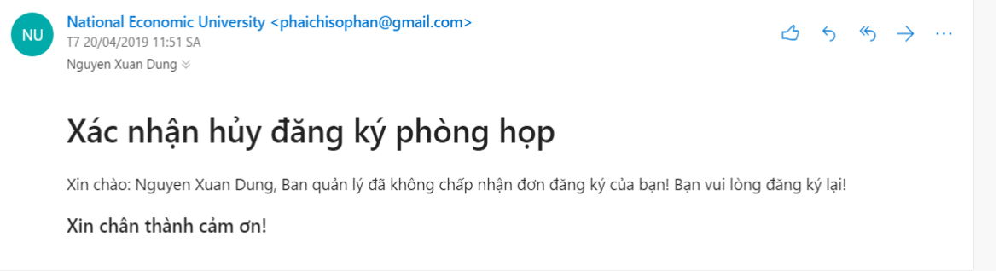 NU
National Economic University <phaichisophan@gmail.com>
T7 20/04/2019 11:51 SA
Nguyen Xuan Dung
Xác nhận hủy đăng ký phòng họp
Xin chào: Nguyen Xuan Dung, Ban quản lý đã không chấp nhận đơn đăng ký của bạn! Bạn vui lòng đăng ký lại!
Xin chân thành cảm ơn!